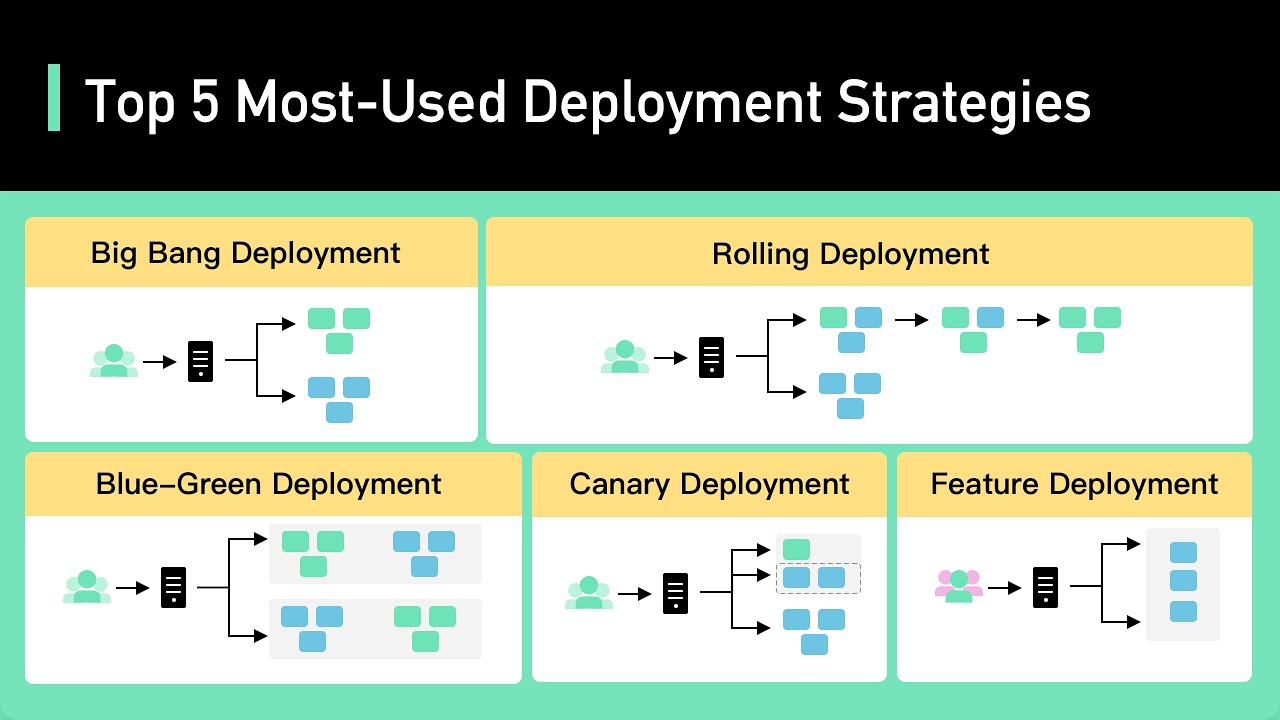 Top 5 Most-Used Deployment Strategies
Big Bang Deployment
Rolling Deployment
Blue–Green Deployment
Canary Deployment
Feature Deployment